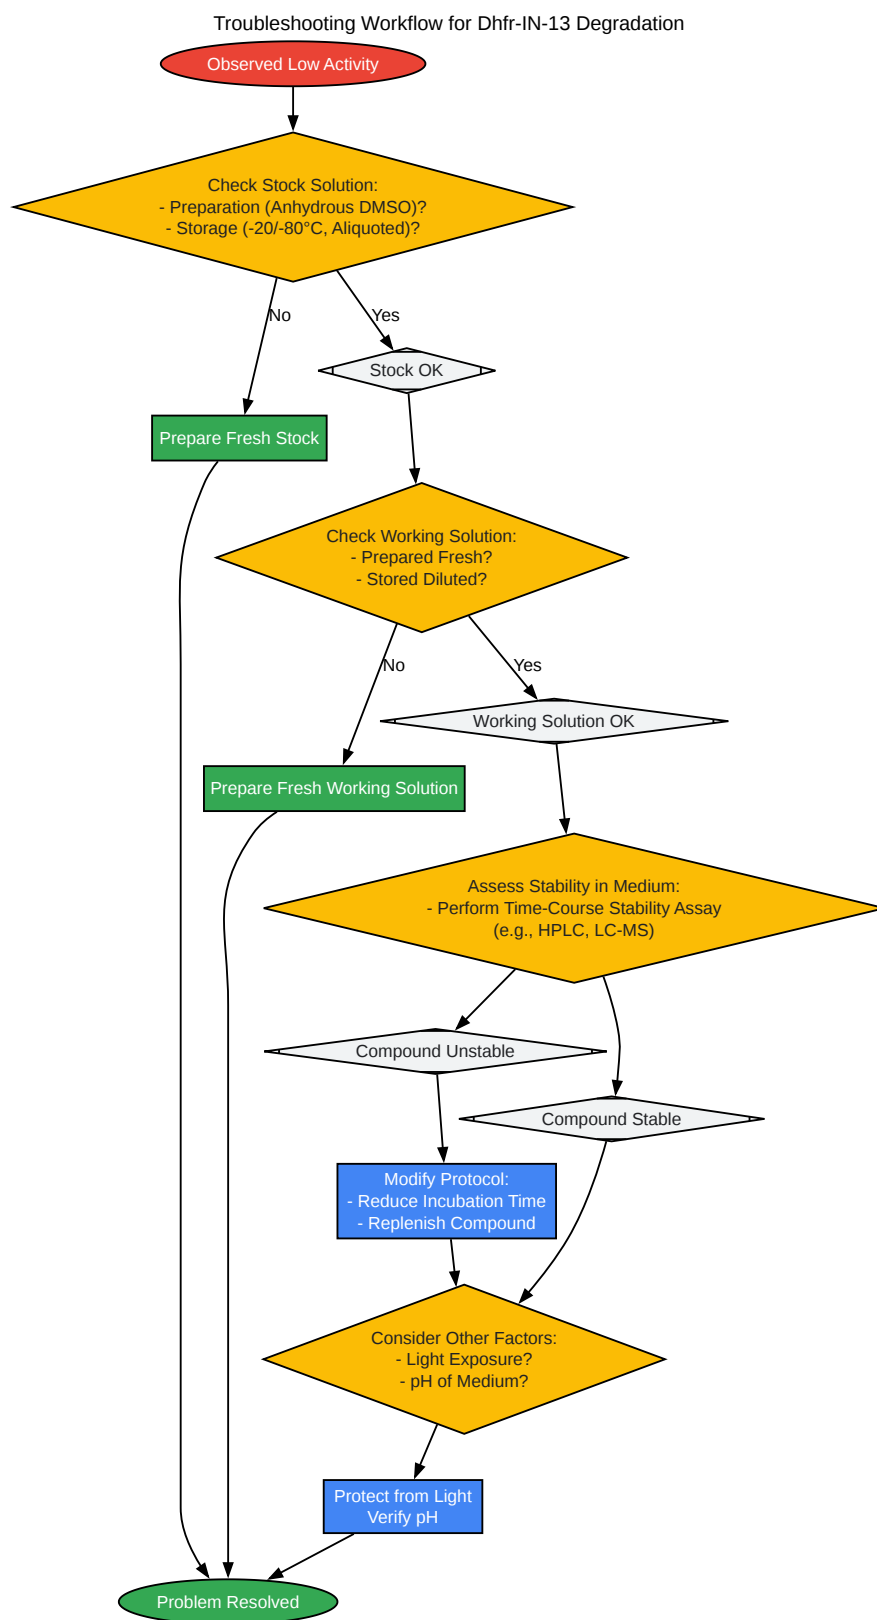 Troubleshooting Workflow for Dhfr-IN-13 Degradation
Observed Low Activity
Check Stock Solution:
- Preparation (Anhydrous DMSO)?
- Storage (-20/-80°C, Aliquoted)?
No
Yes
Stock OK
Prepare Fresh Stock
Check Working Solution:
- Prepared Fresh?
- Stored Diluted?
No
Yes
Working Solution OK
Prepare Fresh Working Solution
Assess Stability in Medium:
- Perform Time-Course Stability Assay
(e.g., HPLC, LC-MS)
Compound Unstable
Compound Stable
Modify Protocol:
- Reduce Incubation Time
- Replenish Compound
Consider Other Factors:
- Light Exposure?
- pH of Medium?
Protect from Light
Verify pH
Problem Resolved